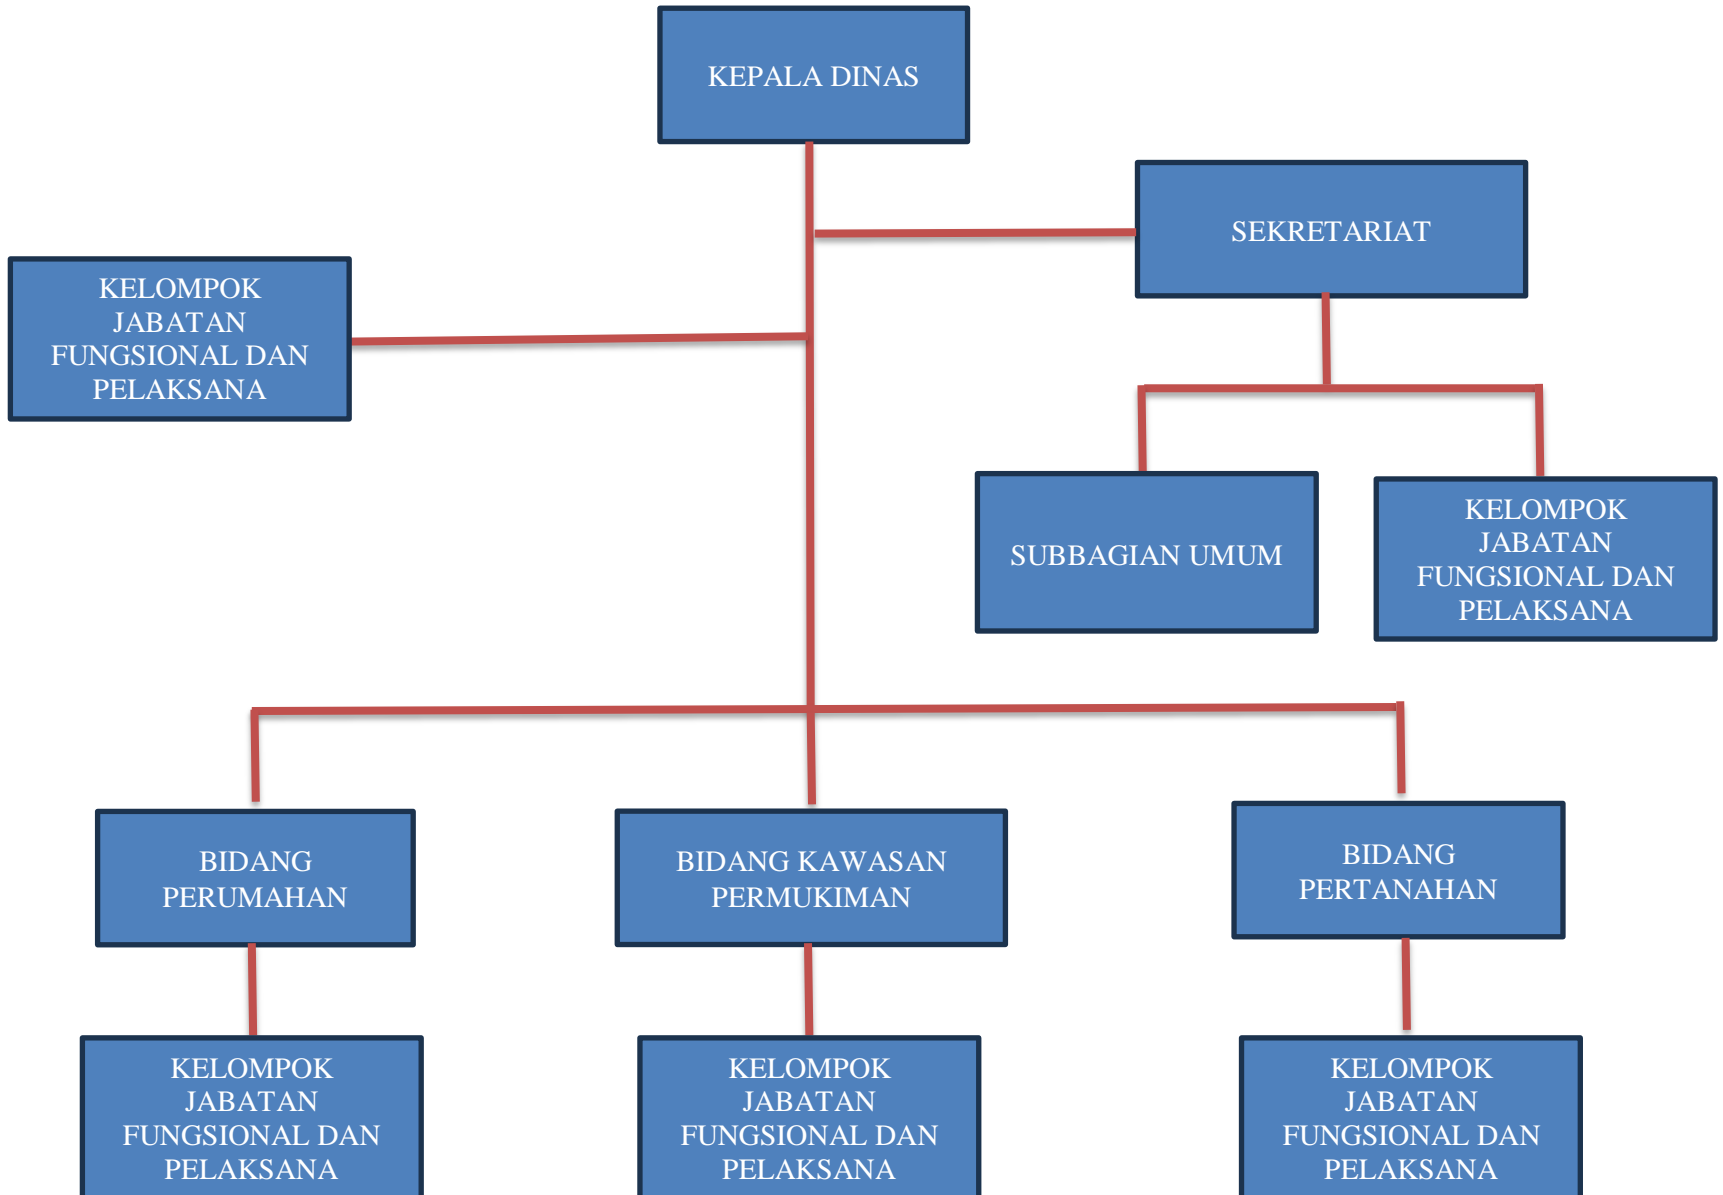 KEPALA DINAS
SEKRETARIAT
KELOMPOK
JABATAN
FUNGSIONAL DAN
PELAKSANA
SUBBAGIAN UMUM
KELOMPOK
JABATAN
FUNGSIONAL DAN
PELAKSANA
BIDANG
PERUMAHAN
BIDANG KAWASAN
PERMUKIMAN
BIDANG
PERTANAHAN
KELOMPOK
JABATAN
FUNGSIONAL DAN
PELAKSANA
KELOMPOK
JABATAN
FUNGSIONAL DAN
PELAKSANA
KELOMPOK
JABATAN
FUNGSIONAL DAN
PELAKSANA